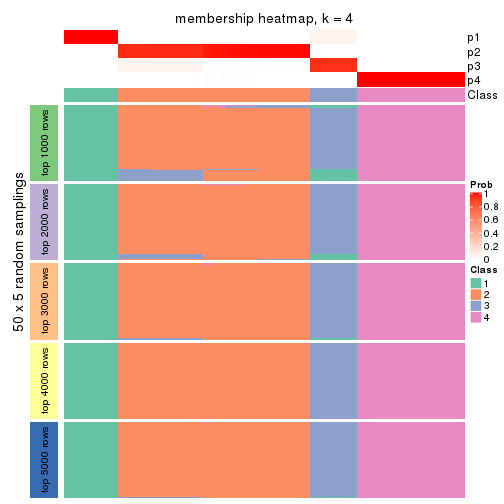 membership heatmap, k = 4
p1
p2
p3
p4
Class
50 x 5 random samplings
top 1000 rows
top 2000 rows
top 3000 rows
top 4000 rows
top 5000 rows
Prob
1
0.8
0.6
0.4
0.2
0
Class
1
2
3
4